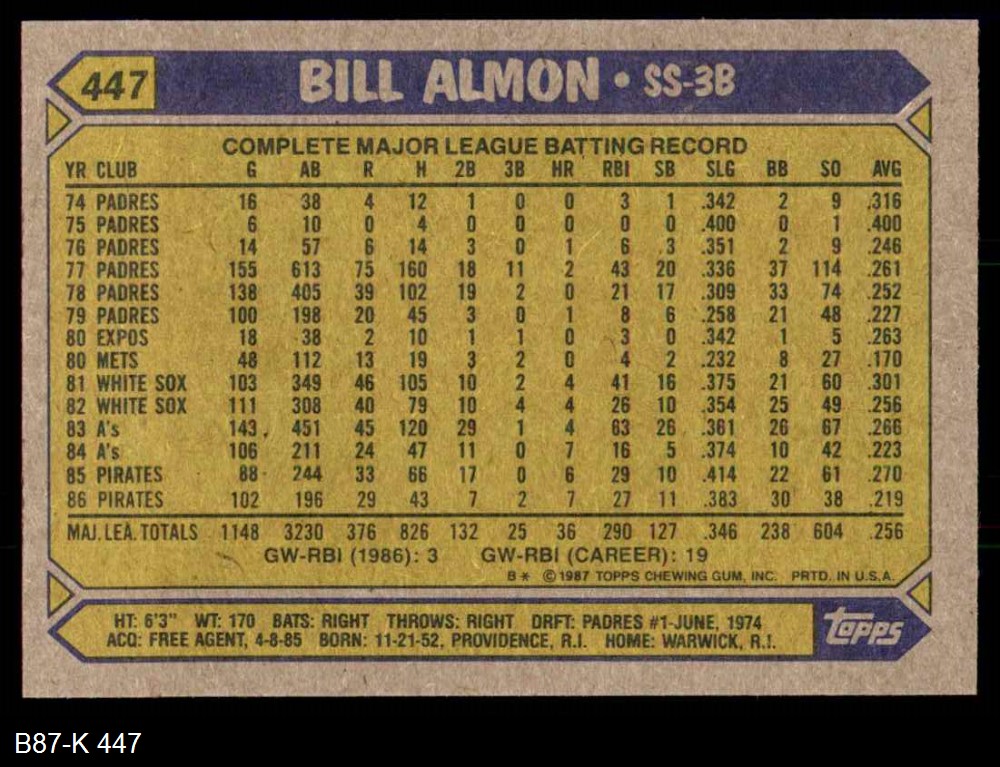 447 BILL ALMON • SS-3B
COMPLETE MAJOR LEAGUE BATTING RECORD
YR CLUB G AB R H 2B 3B HR RBI SB SLG BB SO AVG
74 PADRES 16 38 4 12 1 0 0 3 1 .342 2 9 .316
75 PADRES 6 10 0 4 0 0 0 0 0 .400 0 1 .400
76 PADRES 14 57 6 14 3 0 1 6 3 .351 2 9 .246
77 PADRES 155 613 75 160 18 11 2 43 20 .336 37 114 .261
78 PADRES 138 405 39 102 19 2 0 21 17 .309 33 74 .252
79 PADRES 100 198 20 45 3 0 1 8 6 .258 21 48 .227
80 EXPOS 18 38 2 10 1 1 0 3 0 .342 1 5 .263
80 METS 48 112 13 19 3 2 0 4 2 .232 8 27 .170
81 WHITE SOX 103 349 46 105 10 2 4 41 16 .375 21 60 .301
82 WHITE SOX 111 308 40 79 10 4 4 26 10 .354 25 49 .256
83 A's 143 451 45 120 29 1 4 63 26 .361 26 67 .266
84 A's 106 211 24 47 11 0 7 16 5 .374 10 42 .223
85 PIRATES 88 244 33 66 17 0 6 29 10 .414 22 61 .270
86 PIRATES 102 196 29 43 7 2 7 27 11 .383 30 38 .219
MAJ. LEA. TOTALS 1148 3230 376 826 132 25 36 290 127 .346 238 604 .256
GW-RBI (1986): 3 GW-RBI (CAREER): 19
B* ©1987 TOPPS CHEWING GUM, INC. PRTD. IN U.S.A.
HT: 6'3" WT: 170 BATS: RIGHT THROWS: RIGHT DRFT: PADRES #1-JUNE, 1974
ACQ: FREE AGENT, 4-8-85 BORN: 11-21-52, PROVIDENCE, R.I. HOME: WARWICK, R.I.
topps
B87-K 447